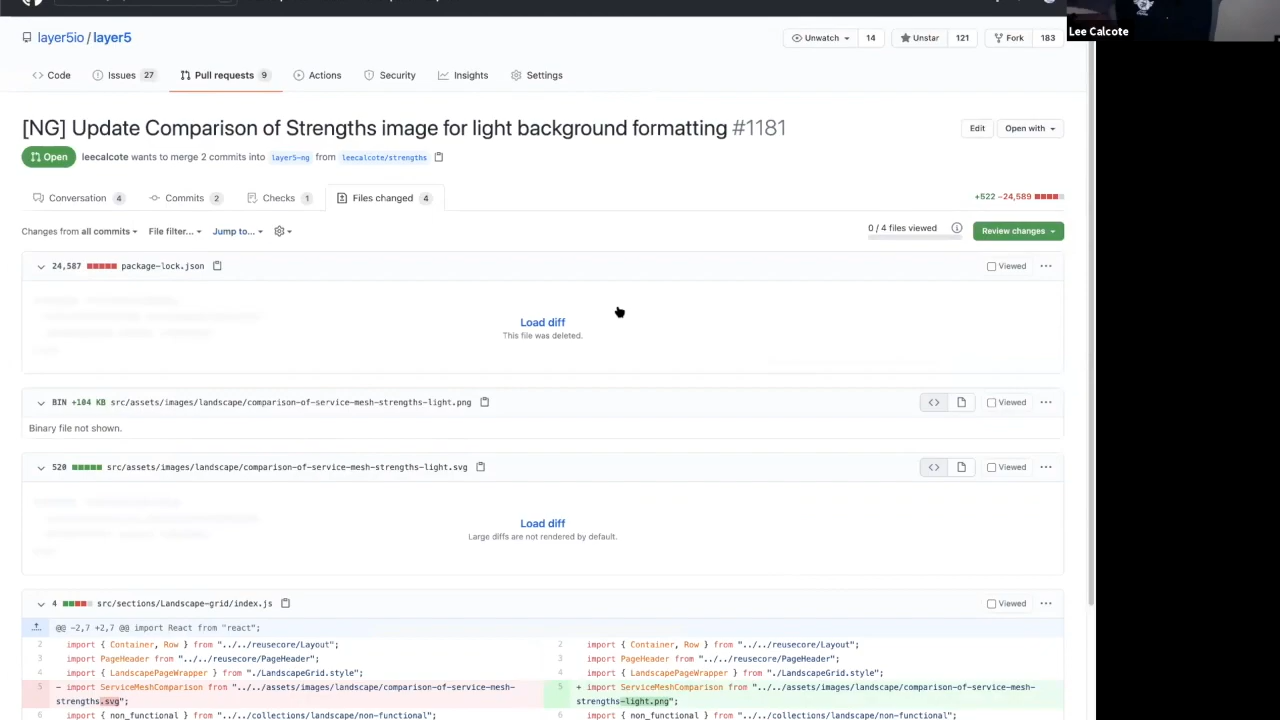 Lee Calcote
layer5io / layer5
Unwatch 14
Unstar 121
Fork 183
Code
Issues 27
Pull requests 9
Actions
Security
Insights
Settings
[NG] Update Comparison of Strengths image for light background formatting #1181
Edit
Open with
Open
leecalcote wants to merge 2 commits into layer5-ng from leecalcote/strengths
Conversation 4
Commits 2
Checks 1
Files changed 4
+522 −24,589
Changes from all commits
File filter...
Jump to...
0 / 4 files viewed
Review changes
24,587 package-lock.json
Viewed
Load diff
This file was deleted.
BIN +104 KB src/assets/images/landscape/comparison-of-service-mesh-strengths-light.png
Viewed
Binary file not shown.
520 src/assets/images/landscape/comparison-of-service-mesh-strengths-light.svg
Viewed
Load diff
Large diffs are not rendered by default.
4 src/sections/Landscape-grid/index.js
Viewed
@@ -2,7 +2,7 @@ import React from "react";
2 import { Container, Row } from "../../reusecore/Layout";
3 import PageHeader from "../../reusecore/PageHeader";
4 import { LandscapePageWrapper } from "./LandscapeGrid.style";
5 - import ServiceMeshComparison from "../../assets/images/landscape/comparison-of-service-mesh-
strengths.svg";
6 import { non_functional } from "../../collections/landscape/non-functional";
2 import { Container, Row } from "../../reusecore/Layout";
3 import PageHeader from "../../reusecore/PageHeader";
4 import { LandscapePageWrapper } from "./LandscapeGrid.style";
5 + import ServiceMeshComparison from "../../assets/images/landscape/comparison-of-service-mesh-
strengths-light.png";
6 import { non_functional } from "../../collections/landscape/non-functional";